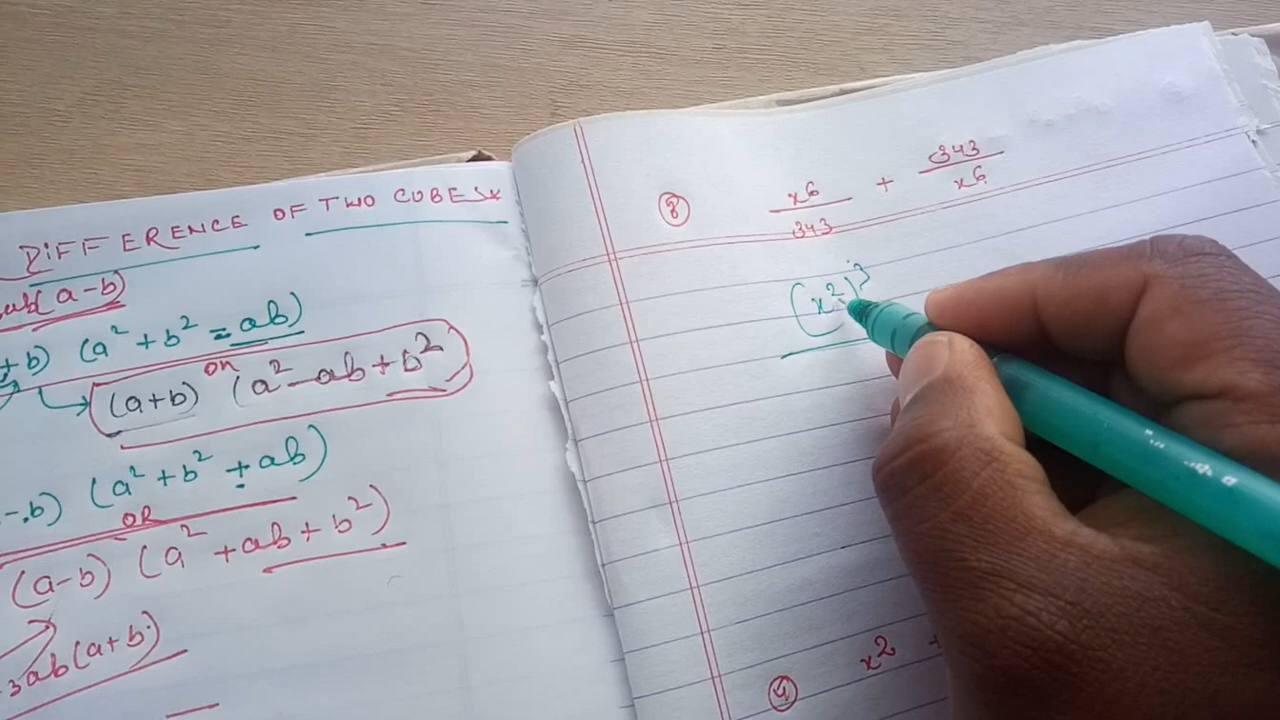 DIFFERENCE OF TWO CUBES
(a-b)
+b) (a² + b² = ab)
or
(a+b) (a² - ab + b²
-b) (a² + b² + ab)
OR
(a-b) (a² + ab + b²)
3ab(a+b)
⑧ x⁶/343 + 343/x⁶
(x²)³
④ x² +